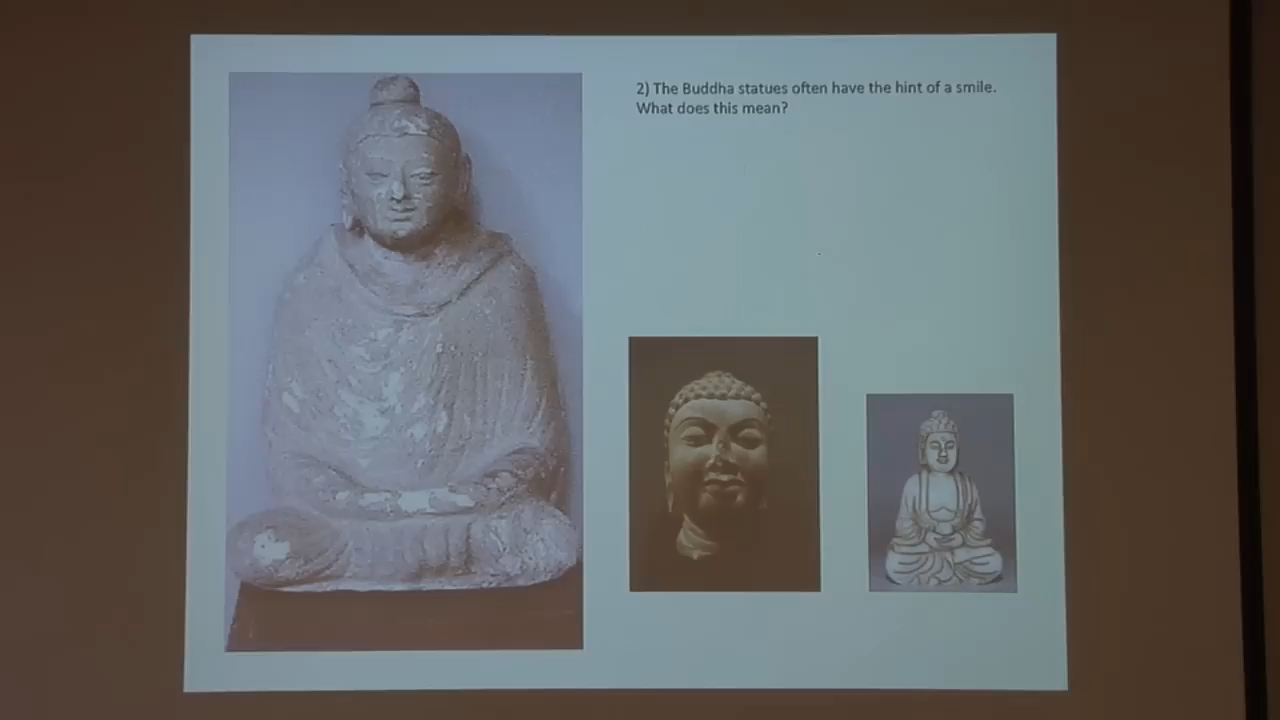 2) The Buddha statues often have the hint of a smile.
What does this mean?